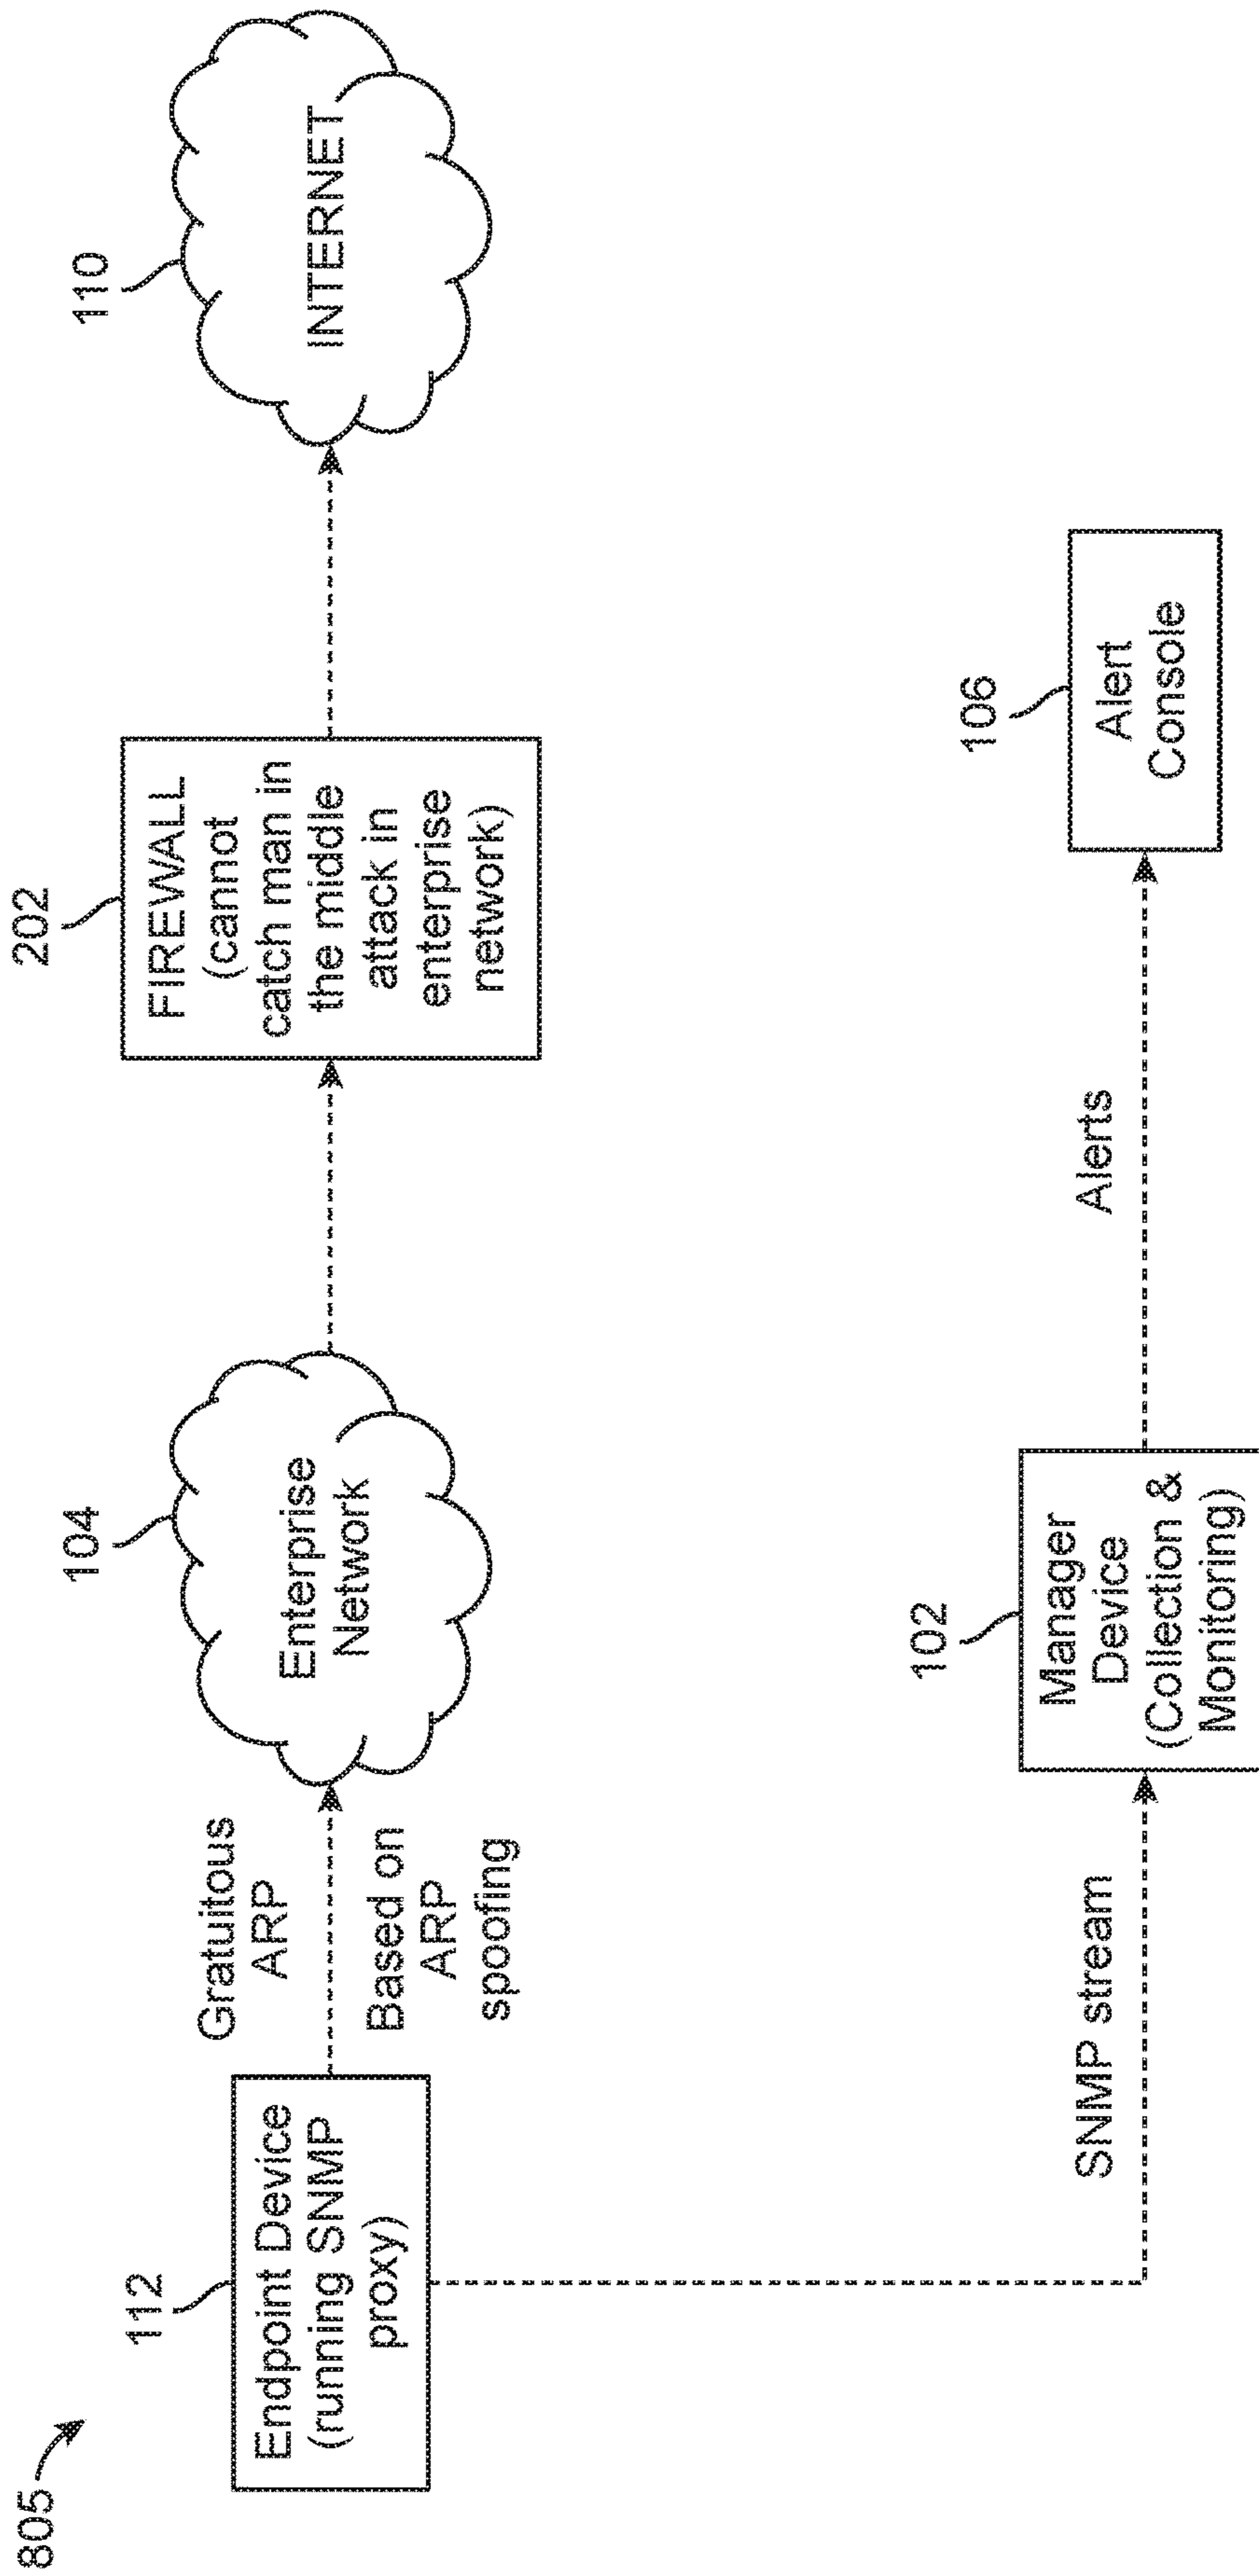 805
112
Endpoint Device
(running SNMP
proxy)
Gratuitous
ARP
Based on
ARP
spoofing
104
Enterprise
Network
202
FIREWALL
(cannot
catch man in
the middle
attack in
enterprise
network)
110
INTERNET
SNMP stream
102
Manager
Device
(Collection &
Monitoring)
Alerts
106
Alert
Console